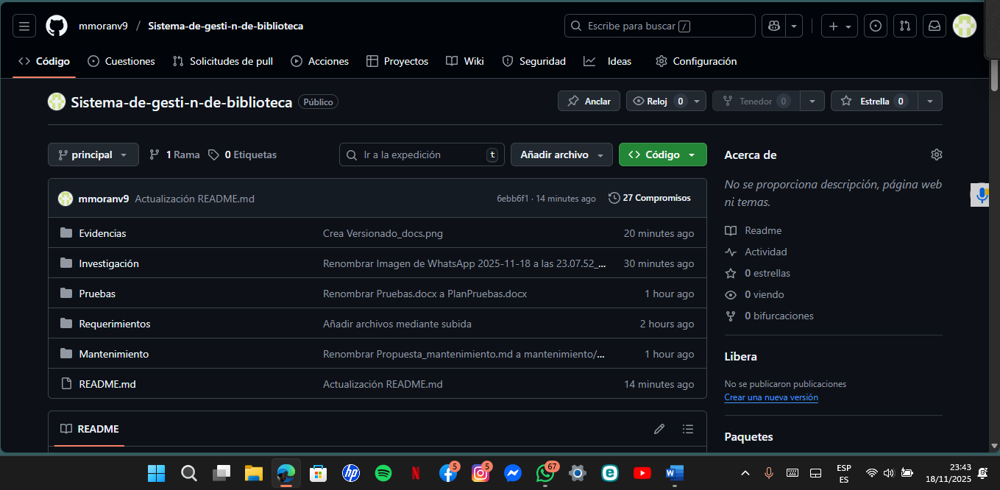 mmoranv9 / Sistema-de-gesti-n-de-biblioteca
Escribe para buscar /
Código Cuestiones Solicitudes de pull Acciones Proyectos Wiki Seguridad Ideas Configuración
Sistema-de-gesti-n-de-biblioteca Público
Anclar Reloj 0 Tenedor 0 Estrella 0
principal 1 Rama 0 Etiquetas Ir a la expedición t Añadir archivo Código
mmoranv9 Actualización README.md 6ebb6f1 · 14 minutes ago 27 Compromisos
Evidencias Crea Versionado_docs.png 20 minutes ago
Investigación Renombrar Imagen de WhatsApp 2025-11-18 a las 23.07.52_... 30 minutes ago
Pruebas Renombrar Pruebas.docx a PlanPruebas.docx 1 hour ago
Requerimientos Añadir archivos mediante subida 2 hours ago
Mantenimiento Renombrar Propuesta_mantenimiento.md a mantenimiento/... 1 hour ago
README.md Actualización README.md 14 minutes ago
README
Acerca de
No se proporciona descripción, página web
ni temas.
Readme
Actividad
0 estrellas
0 viendo
0 bifurcaciones
Libera
No se publicaron publicaciones
Crear una nueva versión
Paquetes
5 5 67
hp
N
W
ESP
ES
23:43
18/11/2025